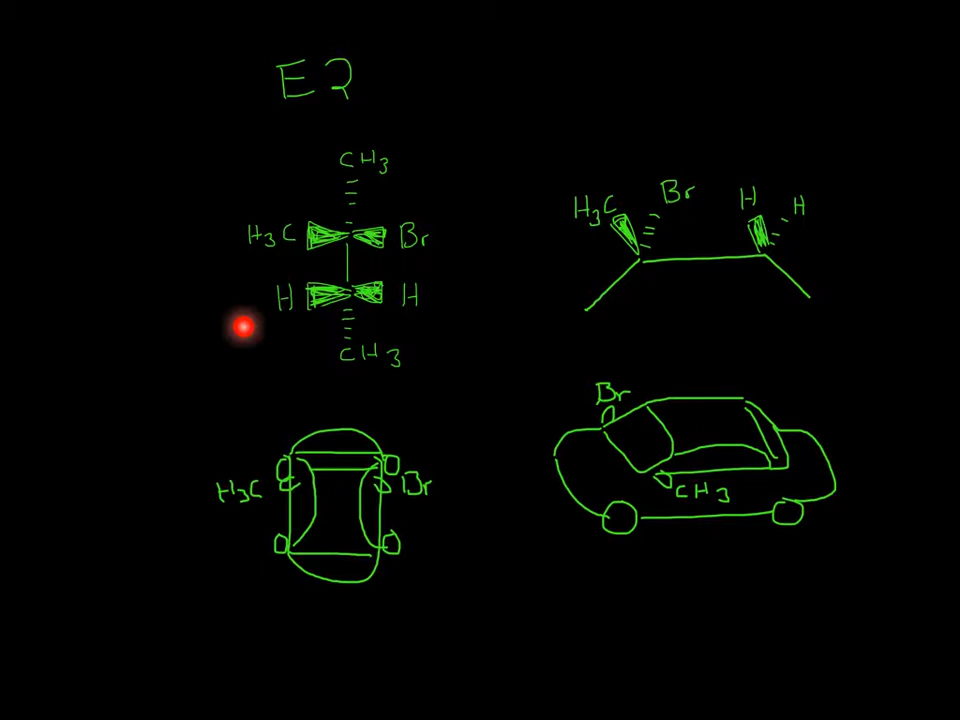 E2
CH3
H3C Br
H H
CH3
H3C Br H H
H3C Br
Br
CH3